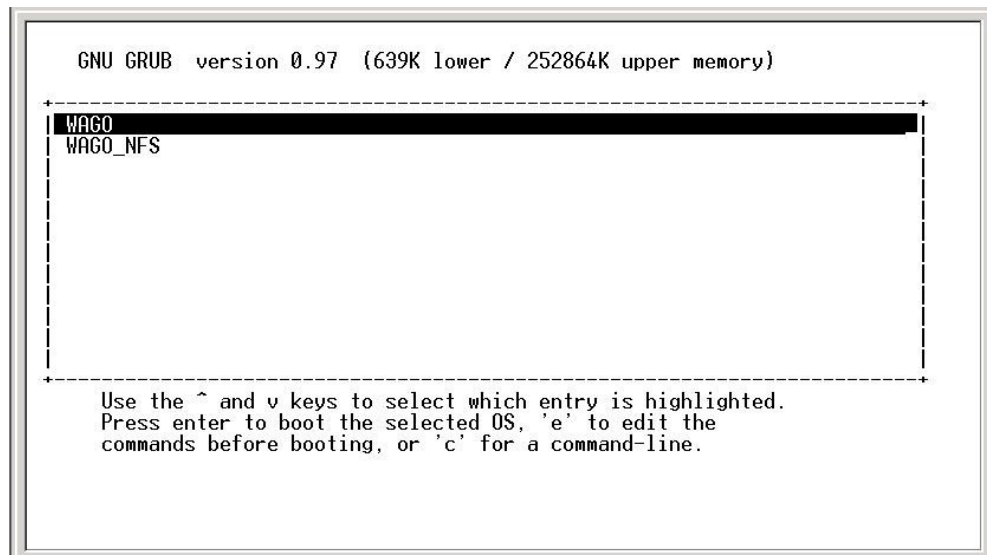 GNU GRUB  version 0.97  (639K lower / 252864K upper memory)
WAGO
WAGO_NFS
Use the ^ and v keys to select which entry is highlighted.
Press enter to boot the selected OS, 'e' to edit the
commands before booting, or 'c' for a command-line.